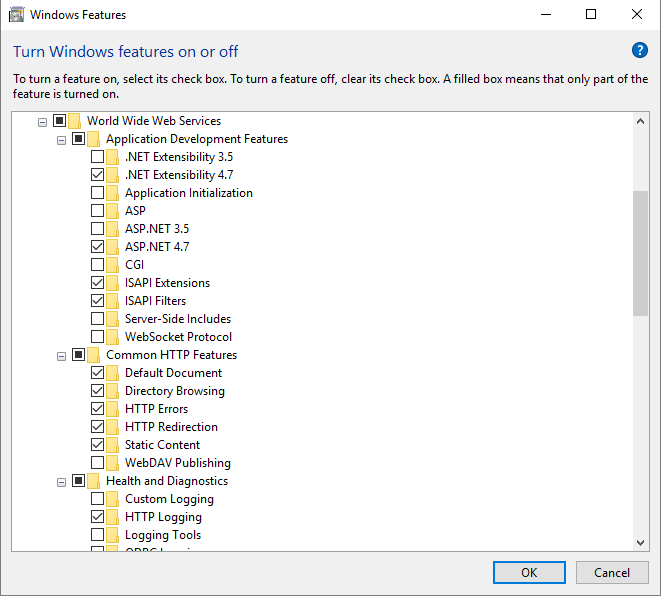 Windows Features
Turn Windows features on or off
To turn a feature on, select its check box. To turn a feature off, clear its check box. A filled box means that only part of the
feature is turned on.
World Wide Web Services
Application Development Features
.NET Extensibility 3.5
.NET Extensibility 4.7
Application Initialization
ASP
ASP.NET 3.5
ASP.NET 4.7
CGI
ISAPI Extensions
ISAPI Filters
Server-Side Includes
WebSocket Protocol
Common HTTP Features
Default Document
Directory Browsing
HTTP Errors
HTTP Redirection
Static Content
WebDAV Publishing
Health and Diagnostics
Custom Logging
HTTP Logging
Logging Tools
OK Cancel